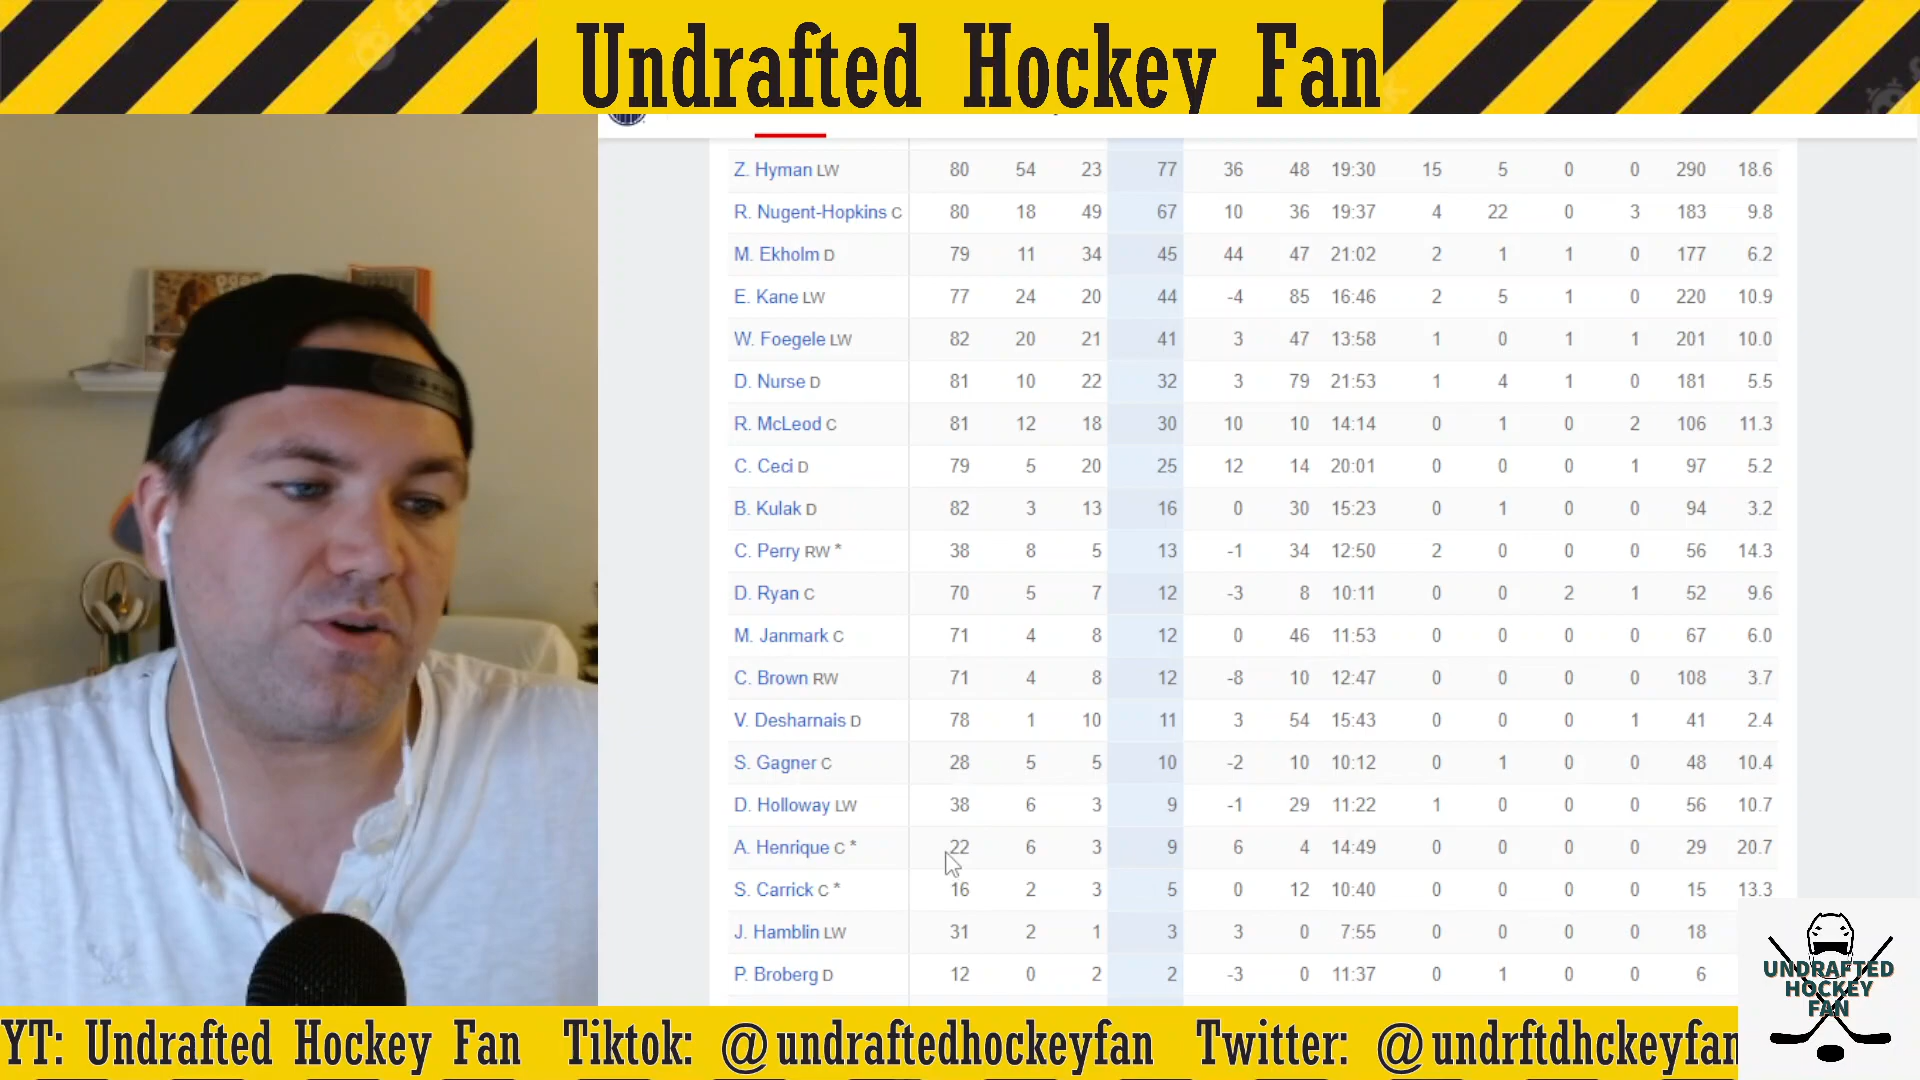 Undrafted Hockey Fan
Z. Hyman LW 80 54 23 77 36 48 19:30 15 5 0 0 290 18.6
R. Nugent-Hopkins C 80 18 49 67 10 36 19:37 4 22 0 3 183 9.8
M. Ekholm D 79 11 34 45 44 47 21:02 2 1 1 0 177 6.2
E. Kane LW 77 24 20 44 -4 85 16:46 2 5 1 0 220 10.9
W. Foegele LW 82 20 21 41 3 47 13:58 1 0 1 1 201 10.0
D. Nurse D 81 10 22 32 3 79 21:53 1 4 1 0 181 5.5
R. McLeod C 81 12 18 30 10 10 14:14 0 1 0 2 106 11.3
C. Ceci D 79 5 20 25 12 14 20:01 0 0 0 1 97 5.2
B. Kulak D 82 3 13 16 0 30 15:23 0 1 0 0 94 3.2
C. Perry RW * 38 8 5 13 -1 34 12:50 2 0 0 0 56 14.3
D. Ryan C 70 5 7 12 -3 8 10:11 0 0 2 1 52 9.6
M. Janmark C 71 4 8 12 0 46 11:53 0 0 0 0 67 6.0
C. Brown RW 71 4 8 12 -8 10 12:47 0 0 0 0 108 3.7
V. Desharnais D 78 1 10 11 3 54 15:43 0 0 0 1 41 2.4
S. Gagner C 28 5 5 10 -2 10 10:12 0 1 0 0 48 10.4
D. Holloway LW 38 6 3 9 -1 29 11:22 1 0 0 0 56 10.7
A. Henrique C * 22 6 3 9 6 4 14:49 0 0 0 0 29 20.7
S. Carrick C * 16 2 3 5 0 12 10:40 0 0 0 0 15 13.3
J. Hamblin LW 31 2 1 3 3 0 7:55 0 0 0 0 18
P. Broberg D 12 0 2 2 -3 0 11:37 0 1 0 0 6
UNDRAFTED
HOCKEY
FAN
YT: Undrafted Hockey Fan Tiktok: @undraftedhockeyfan Twitter: @undrftdhckeyfan